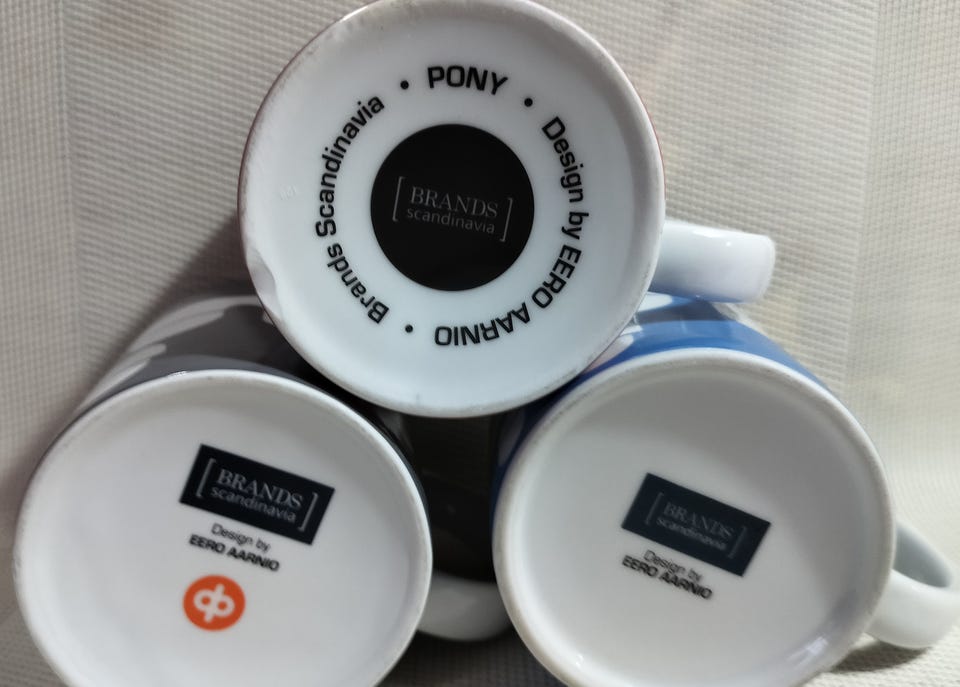 Brands Scandinavia • PONY • Design by EERO AARNIO •
[BRANDS
scandinavia]
[BRANDS
scandinavia]
Design by
EERO AARNIO
[BRANDS
scandinavia]
Design by
EERO AARNIO